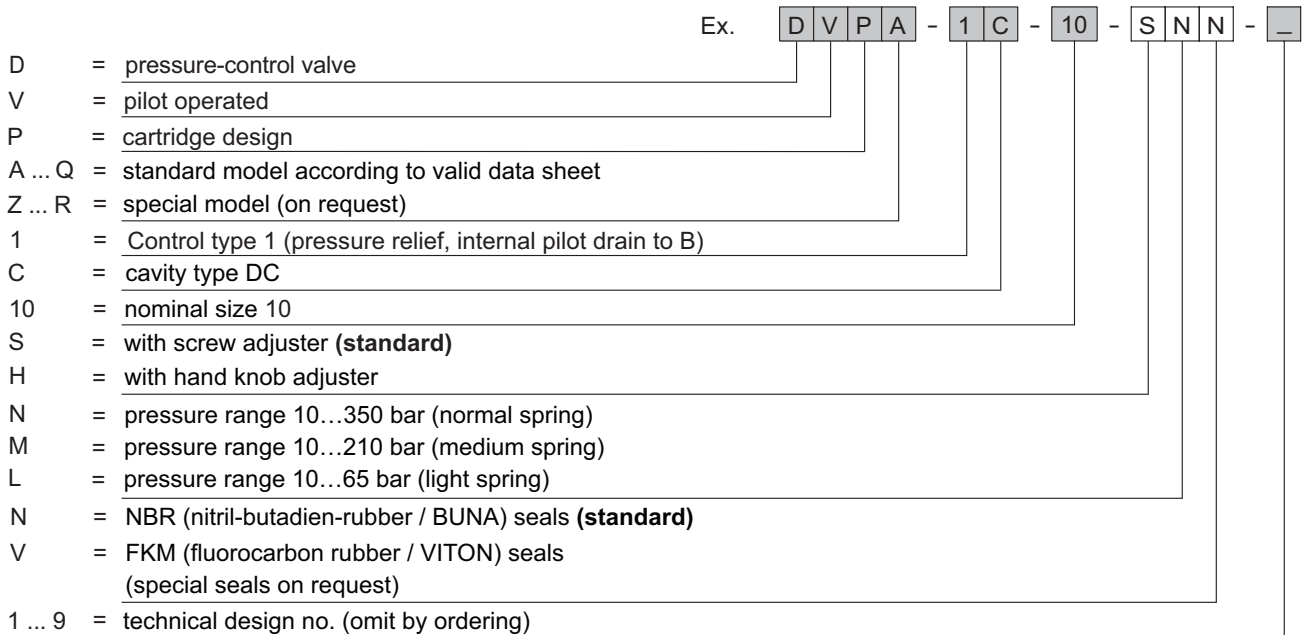 Ex. D V P A - 1 C - 10 - S N N - _
D = pressure-control valve
V = pilot operated
P = cartridge design
A ... Q = standard model according to valid data sheet
Z ... R = special model (on request)
1 = Control type 1 (pressure relief, internal pilot drain to B)
C = cavity type DC
10 = nominal size 10
S = with screw adjuster (standard)
H = with hand knob adjuster
N = pressure range 10…350 bar (normal spring)
M = pressure range 10…210 bar (medium spring)
L = pressure range 10…65 bar (light spring)
N = NBR (nitril-butadien-rubber / BUNA) seals (standard)
V = FKM (fluorocarbon rubber / VITON) seals
(special seals on request)
1 ... 9 = technical design no. (omit by ordering)